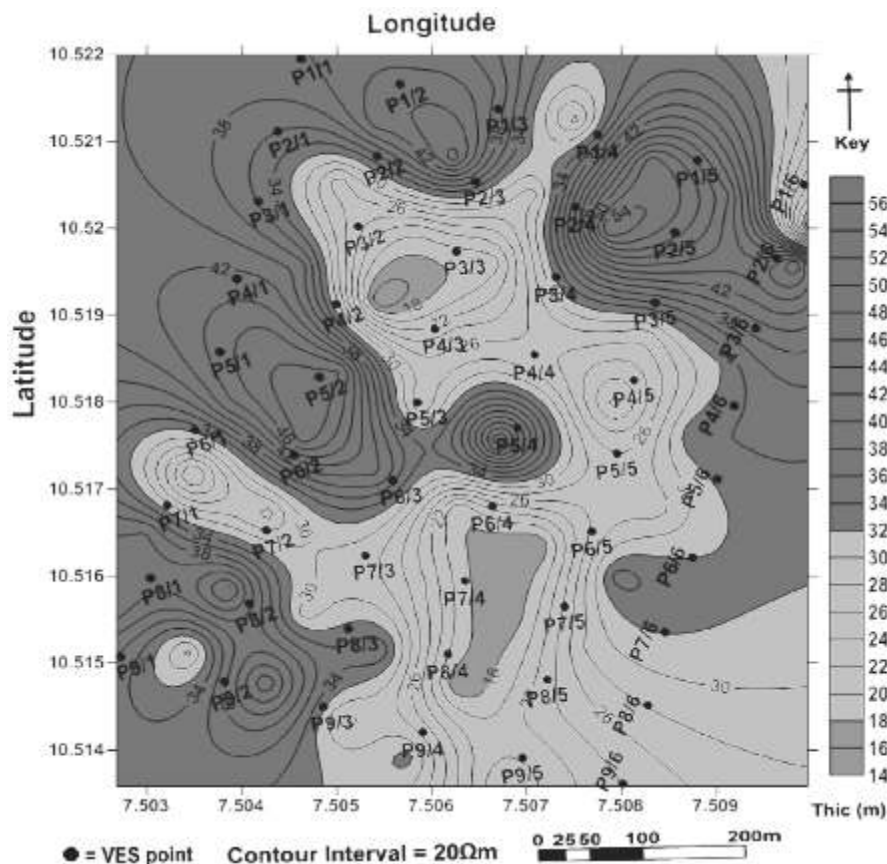 Longitude
10.522
10.521
10.52
10.519
10.518
10.517
10.516
10.515
10.514
Latitude
7.503 7.504 7.505 7.506 7.507 7.508 7.509
P1/1
P1/2
P1/4
P1/5
P1/6
P2/1
P2/2
P2/3
P2/4
P2/5
P3/1
P3/2
P3/3
P3/4
P3/5
P3/6
P4/1
P4/2
P4/3
P4/4
P4/5
P4/6
P5/1
P5/2
P5/3
P5/4
P5/5
P5/6
P6/1
P6/2
P6/3
P6/4
P6/5
P6/6
P7/1
P7/2
P7/3
P7/4
P7/5
P7/6
P8/1
P8/2
P8/3
P8/4
P8/5
P8/6
P9/1
P9/2
P9/3
P9/4
P9/5
P9/6
Key
56
54
52
50
48
46
44
42
40
38
36
34
32
30
28
26
24
22
20
18
16
14
Thic (m)
= VES point Contour Interval = 20Ωm 0 25 50 100 200m